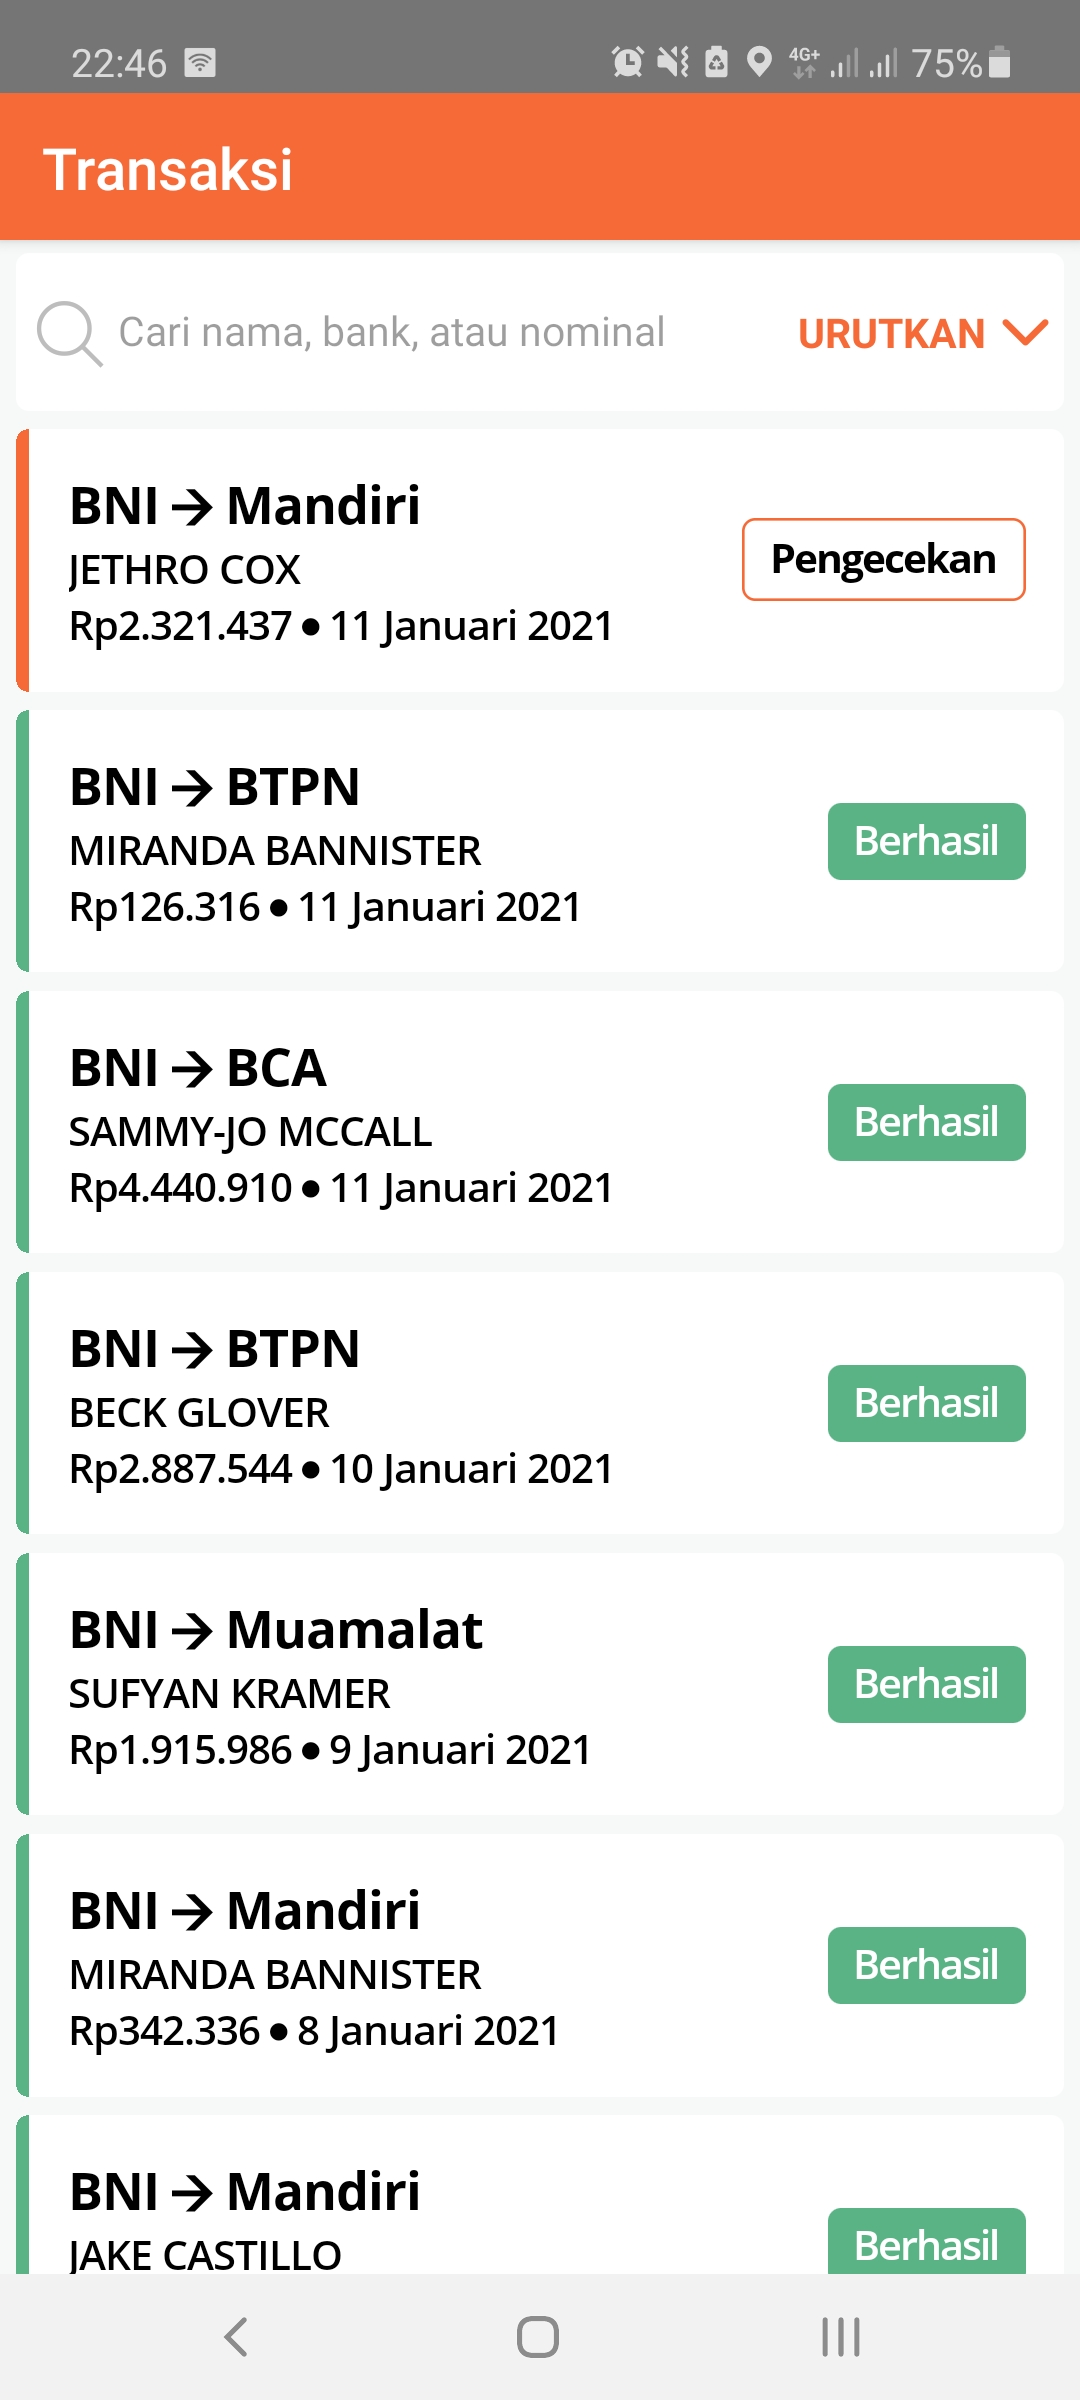 22:46 4G+ 75%
Transaksi
Cari nama, bank, atau nominal URUTKAN
BNI → Mandiri
JETHRO COX
Rp2.321.437 ● 11 Januari 2021
Pengecekan
BNI → BTPN
MIRANDA BANNISTER
Rp126.316 ● 11 Januari 2021
Berhasil
BNI → BCA
SAMMY-JO MCCALL
Rp4.440.910 ● 11 Januari 2021
Berhasil
BNI → BTPN
BECK GLOVER
Rp2.887.544 ● 10 Januari 2021
Berhasil
BNI → Muamalat
SUFYAN KRAMER
Rp1.915.986 ● 9 Januari 2021
Berhasil
BNI → Mandiri
MIRANDA BANNISTER
Rp342.336 ● 8 Januari 2021
Berhasil
BNI → Mandiri
JAKE CASTILLO
Berhasil